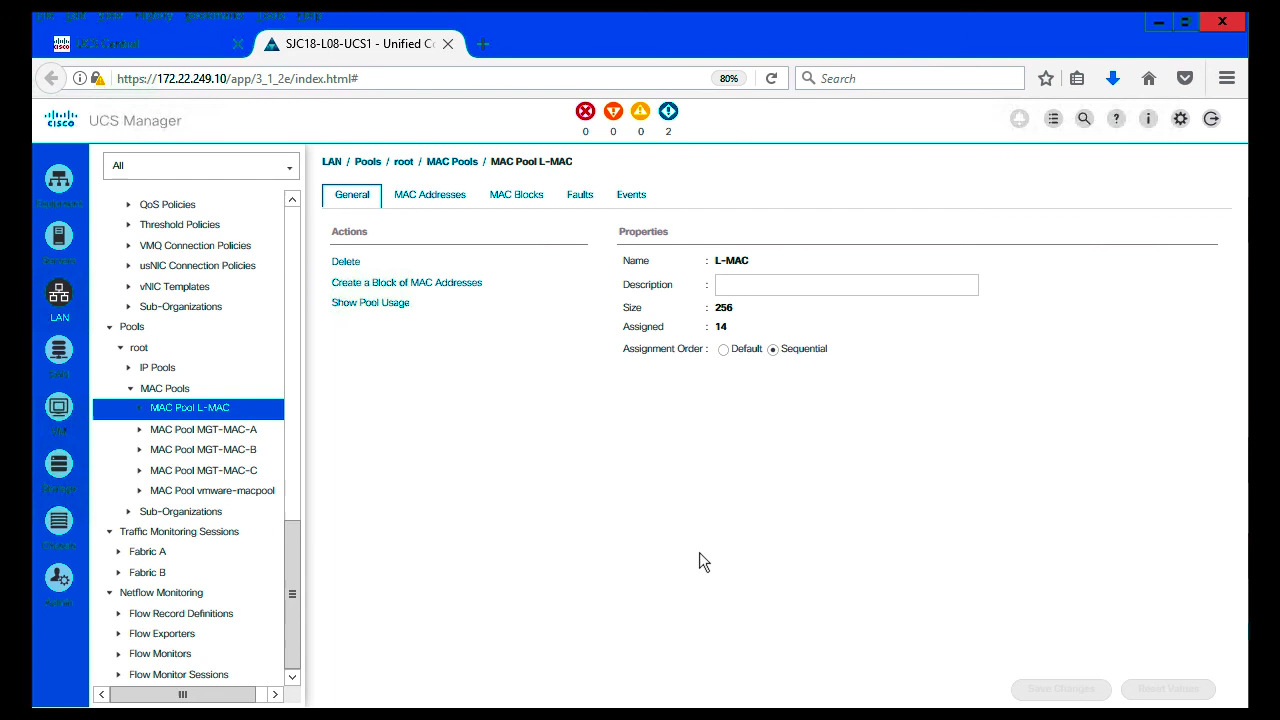 UCS Central
SJC18-L08-UCS1 - Unified C
https://172.22.249.10/app/3_1_2e/index.html#
80%
Search
CISCO
UCS Manager
0
0
0
2
All
LAN
QoS Policies
Threshold Policies
VMQ Connection Policies
usNIC Connection Policies
vNIC Templates
Sub-Organizations
Pools
root
IP Pools
MAC Pools
MAC Pool L-MAC
MAC Pool MGT-MAC-A
MAC Pool MGT-MAC-B
MAC Pool MGT-MAC-C
MAC Pool vmware-macpool
Sub-Organizations
Traffic Monitoring Sessions
Fabric A
Fabric B
Netflow Monitoring
Flow Record Definitions
Flow Exporters
Flow Monitors
Flow Monitor Sessions
LAN / Pools / root / MAC Pools / MAC Pool L-MAC
General MAC Addresses MAC Blocks Faults Events
Actions
Delete
Create a Block of MAC Addresses
Show Pool Usage
Properties
Name : L-MAC
Description :
Size : 256
Assigned : 14
Assignment Order : Default Sequential
Save Changes Reset Values